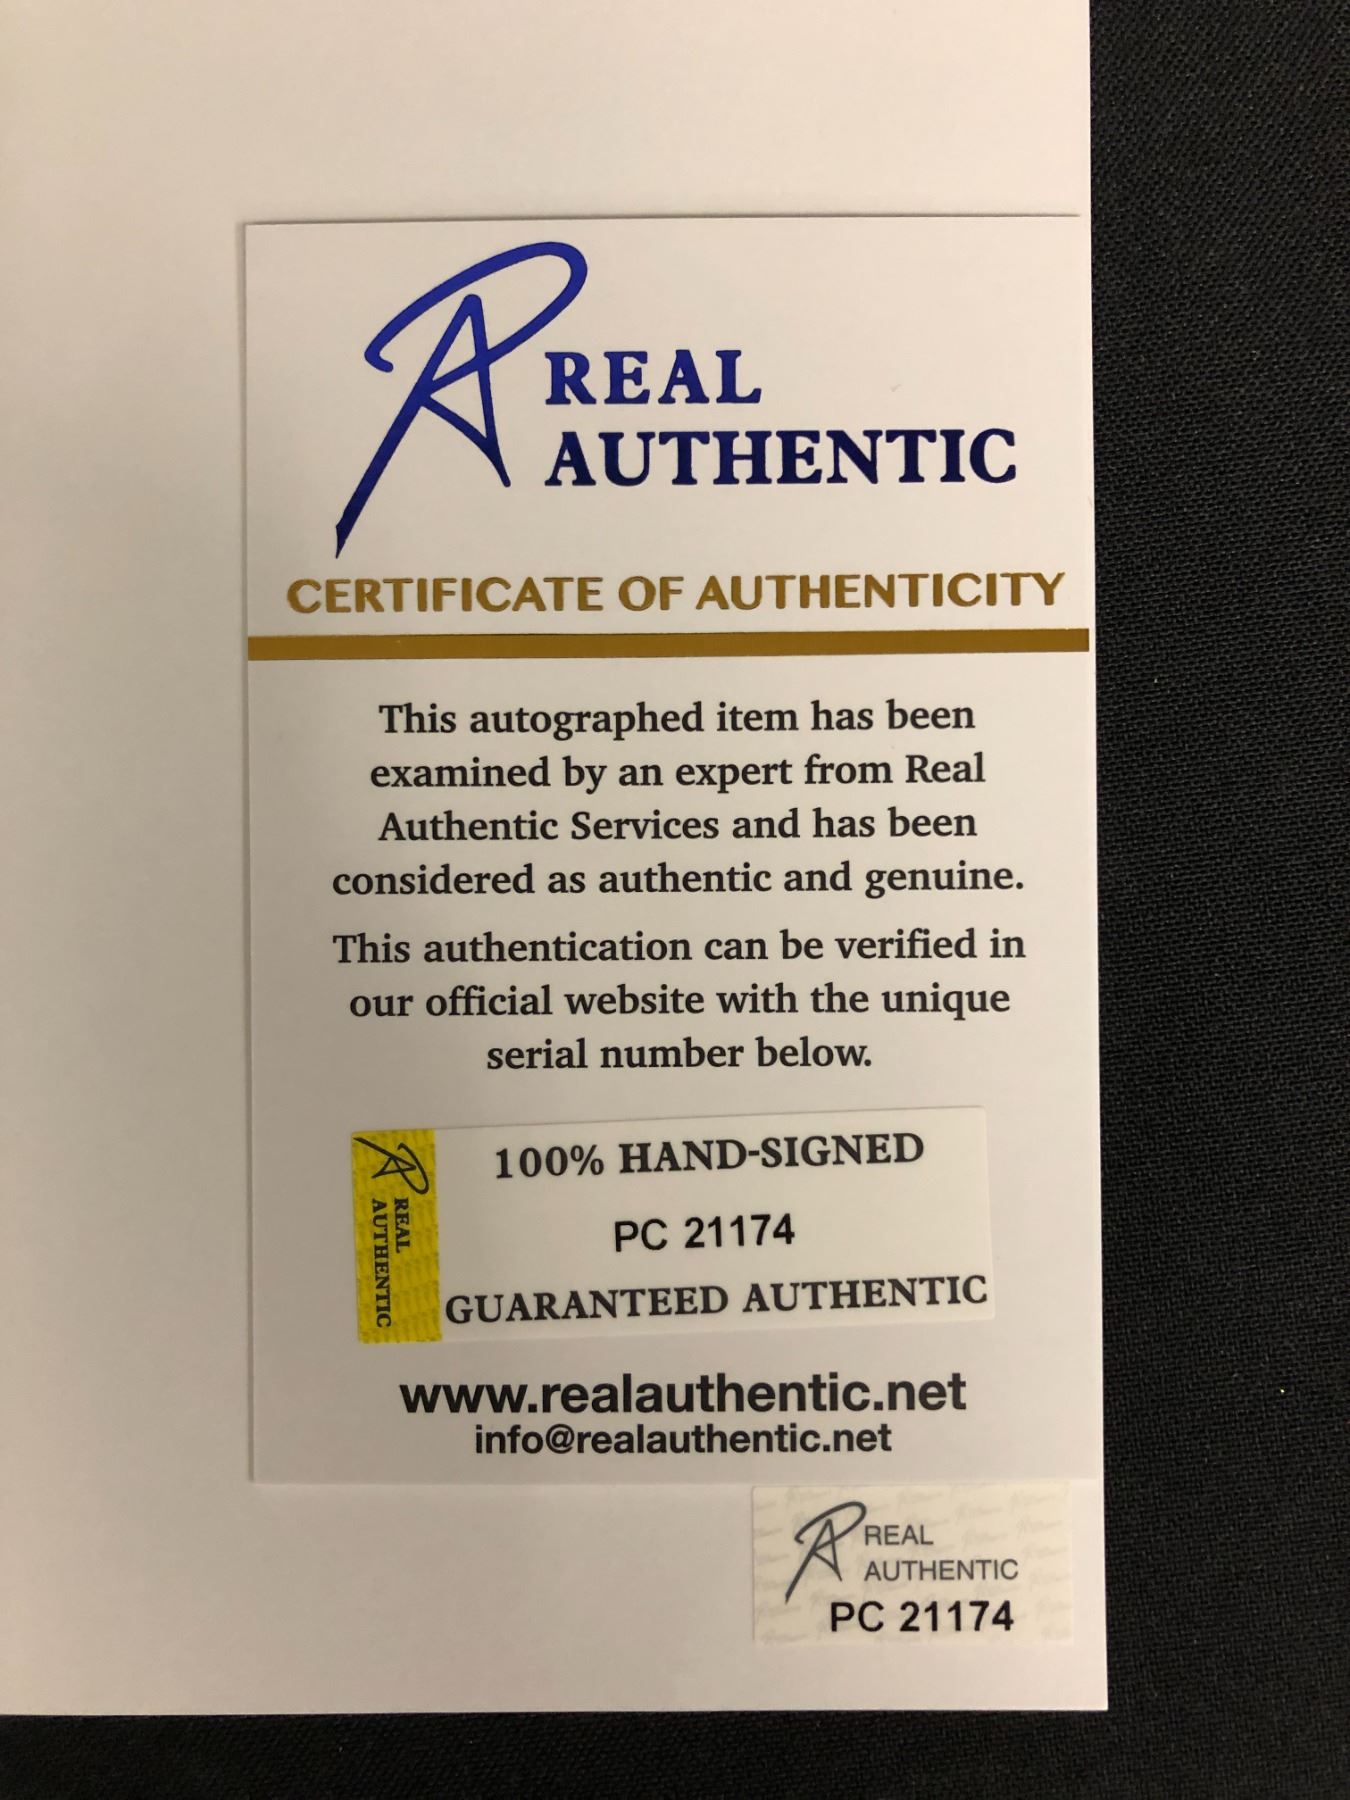 REAL
AUTHENTIC
CERTIFICATE OF AUTHENTICITY
This autographed item has been
examined by an expert from Real
Authentic Services and has been
considered as authentic and genuine.
This authentication can be verified in
our official website with the unique
serial number below.
REAL
AUTHENTIC
100% HAND-SIGNED
PC 21174
GUARANTEED AUTHENTIC
www.realauthentic.net
info@realauthentic.net
REAL
AUTHENTIC
PC 21174